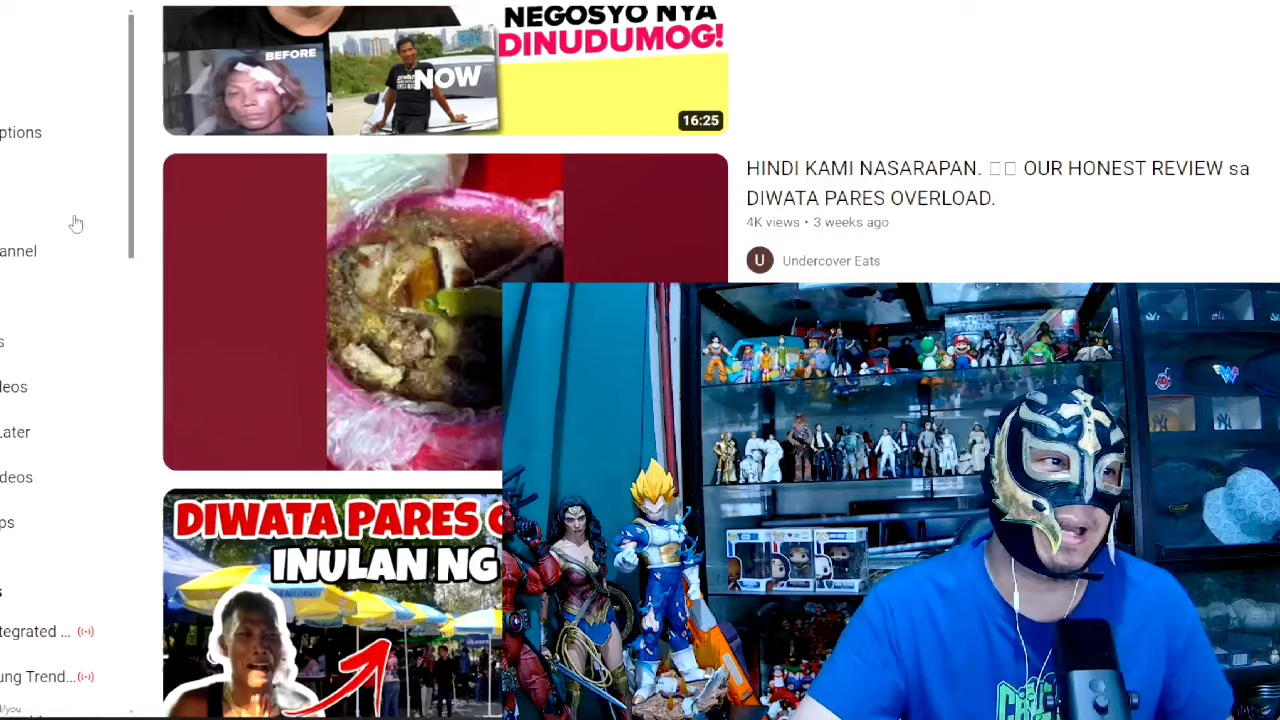 NEGOSYO NYA
DINUDUMOG!
BEFORE
NOW
16:25
ptions
annel
s
deos
Later
deos
ps
s
tegrated ...
ung Trend...
d/you
HINDI KAMI NASARAPAN. OUR HONEST REVIEW sa
DIWATA PARES OVERLOAD.
4K views • 3 weeks ago
U
Undercover Eats
DIWATA PARES
INULAN NG